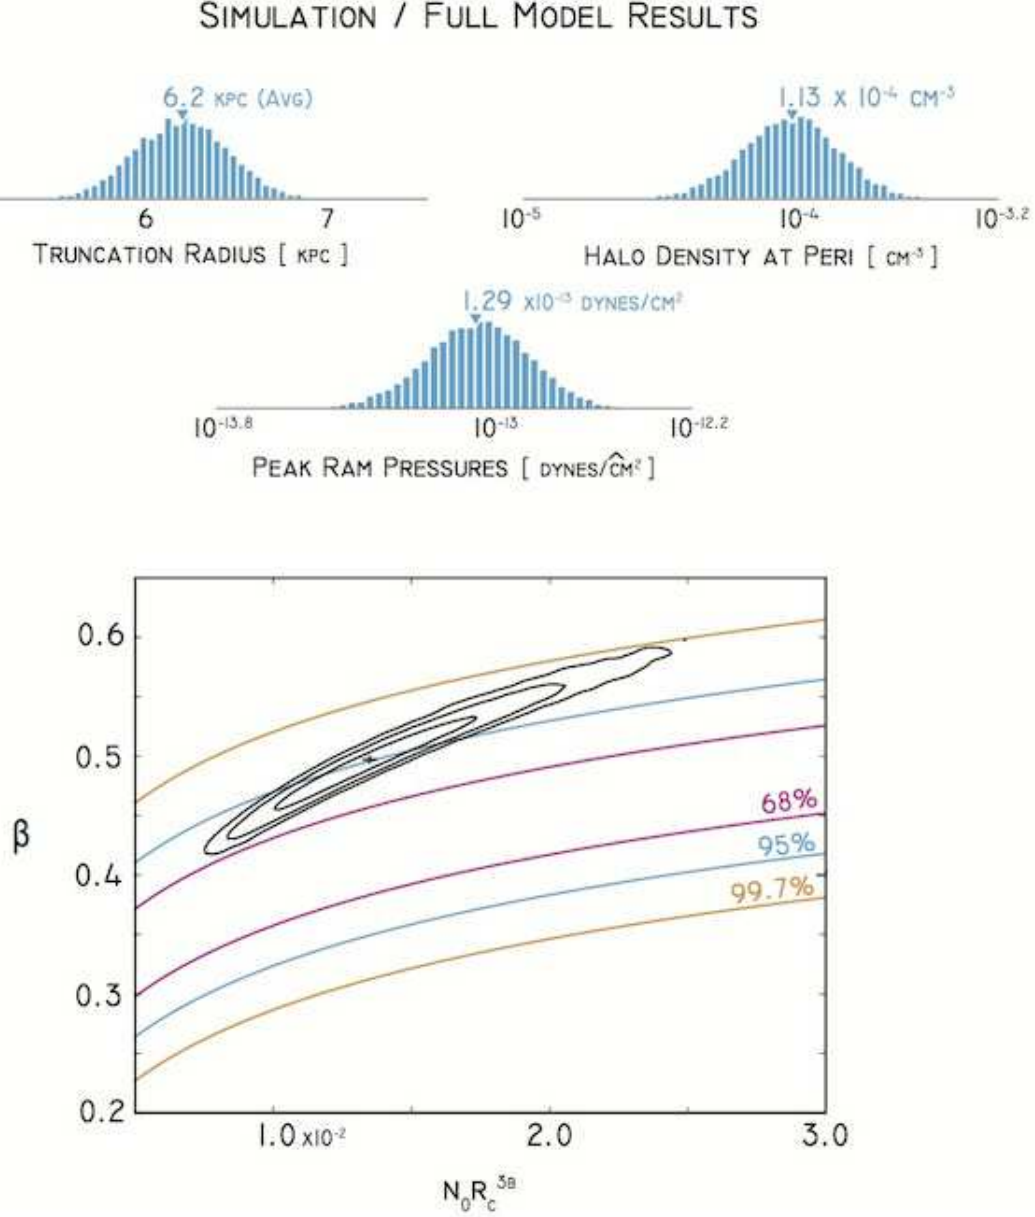 SIMULATION / FULL MODEL RESULTS
6.2 KPC (AVG)
6 7
TRUNCATION RADIUS [ KPC ]
1.13 X 10⁻⁴ CM⁻³
10⁻⁵ 10⁻⁴ 10⁻³·²
HALO DENSITY AT PERI [ CM⁻³ ]
1.29 X10⁻¹³ DYNES/CM²
10⁻¹³·⁸ 10⁻¹³ 10⁻¹²·²
PEAK RAM PRESSURES [ DYNES/ĈM² ]
0.6
0.5
68%
95%
β
0.4
99.7%
0.3
0.2
1.0 X10⁻² 2.0 3.0
N₀R_c³ᴮ